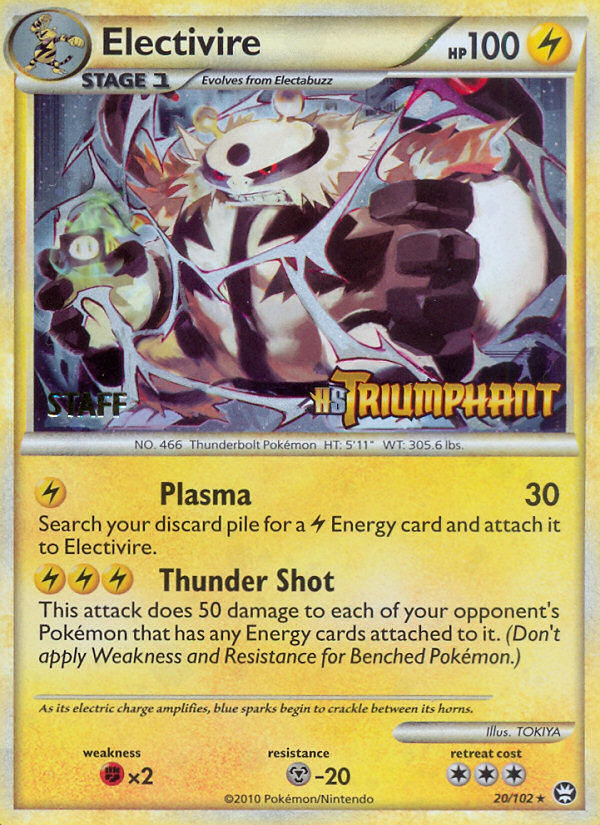 Electivire
HP100
STAGE 1
Evolves from Electabuzz
STAFF
HS TRIUMPHANT
NO. 466 Thunderbolt Pokémon HT: 5'11" WT: 305.6 lbs.
Plasma 30
Search your discard pile for a Energy card and attach it
to Electivire.
Thunder Shot
This attack does 50 damage to each of your opponent's
Pokémon that has any Energy cards attached to it. (Don't
apply Weakness and Resistance for Benched Pokémon.)
As its electric charge amplifies, blue sparks begin to crackle between its horns.
Illus. TOKIYA
weakness
×2
resistance
-20
retreat cost
©2010 Pokémon/Nintendo
20/102 ★